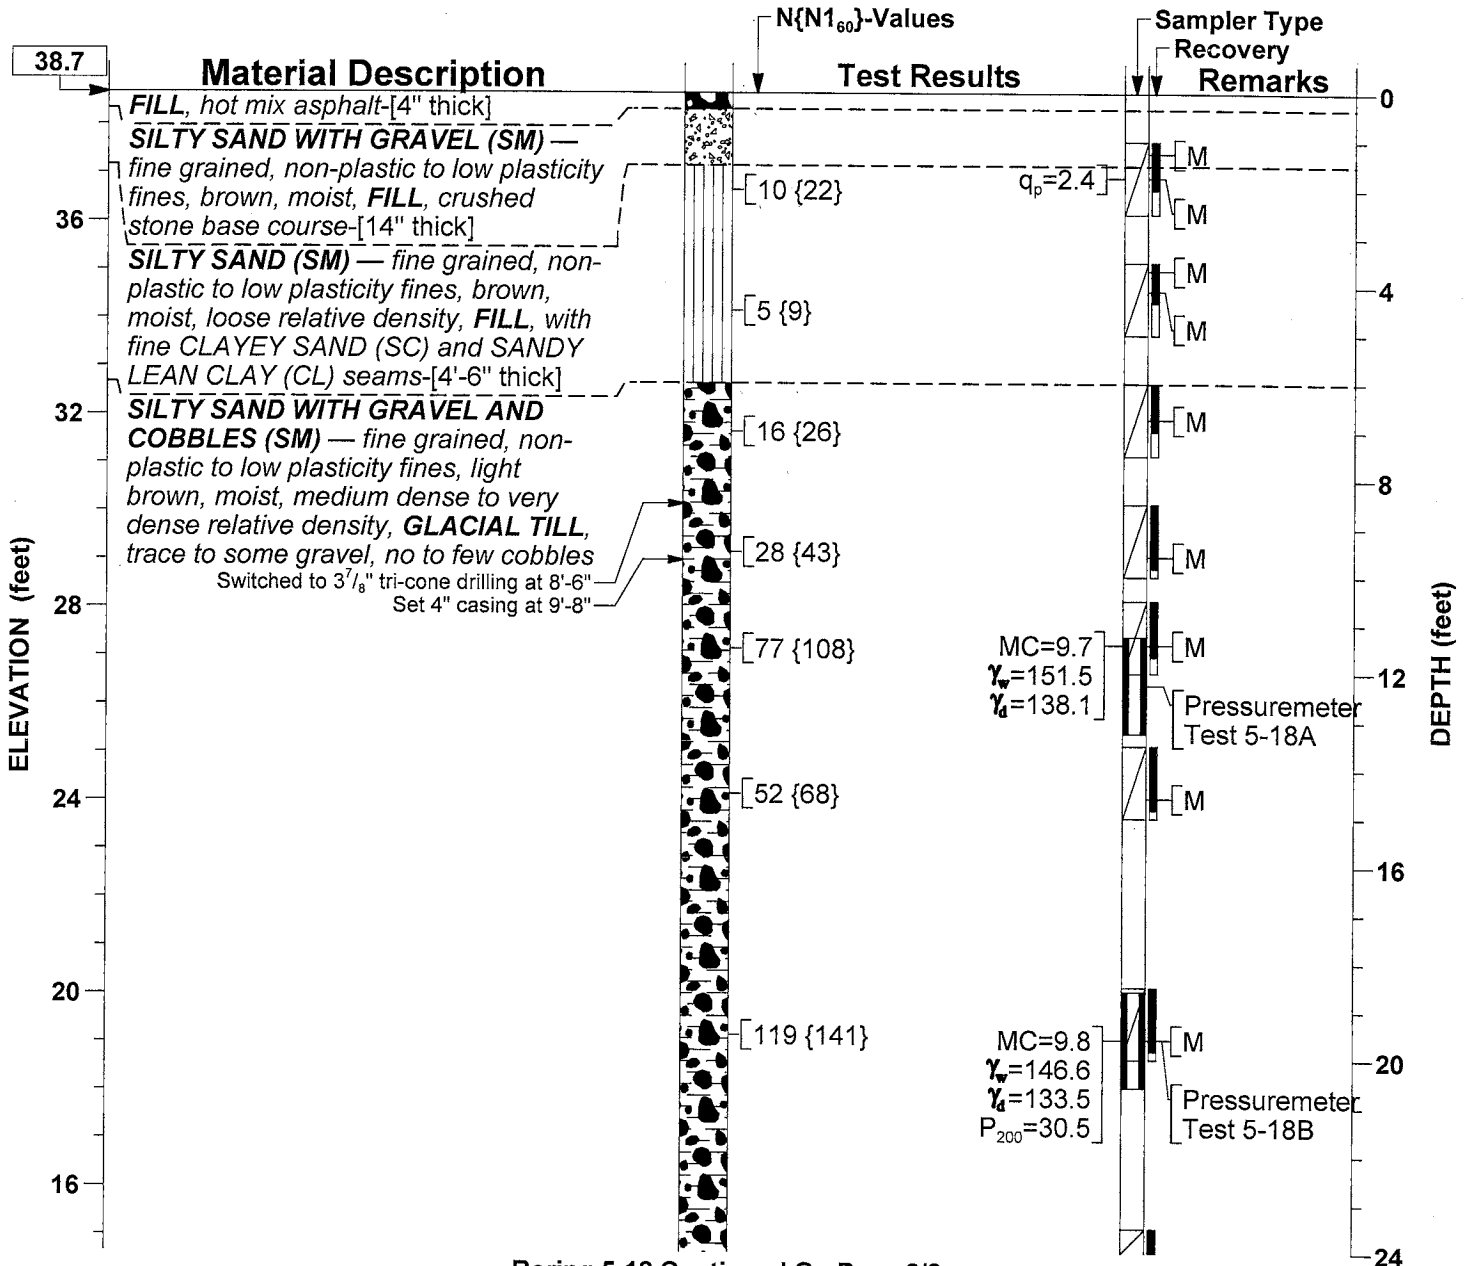 N{N1₆₀}-Values
Sampler Type
Recovery
38.7
Material Description
Test Results
Remarks
FILL, hot mix asphalt-[4" thick]
SILTY SAND WITH GRAVEL (SM) —
fine grained, non-plastic to low plasticity
fines, brown, moist, FILL, crushed
stone base course-[14" thick]
SILTY SAND (SM) — fine grained, non-
plastic to low plasticity fines, brown,
moist, loose relative density, FILL, with
fine CLAYEY SAND (SC) and SANDY
LEAN CLAY (CL) seams-[4'-6" thick]
SILTY SAND WITH GRAVEL AND
COBBLES (SM) — fine grained, non-
plastic to low plasticity fines, light
brown, moist, medium dense to very
dense relative density, GLACIAL TILL,
trace to some gravel, no to few cobbles
Switched to 3⁷/₈" tri-cone drilling at 8'-6"
Set 4" casing at 9'-8"
ELEVATION (feet)
36
32
28
24
20
16
10 {22}
5 {9}
16 {26}
28 {43}
77 {108}
52 {68}
119 {141}
qₚ=2.4
MC=9.7
γw=151.5
γd=138.1
MC=9.8
γw=146.6
γd=133.5
P₂₀₀=30.5
M
M
M
M
M
M
M
Pressuremeter
Test 5-18A
M
M
Pressuremeter
Test 5-18B
0
4
8
12
16
20
24
DEPTH (feet)